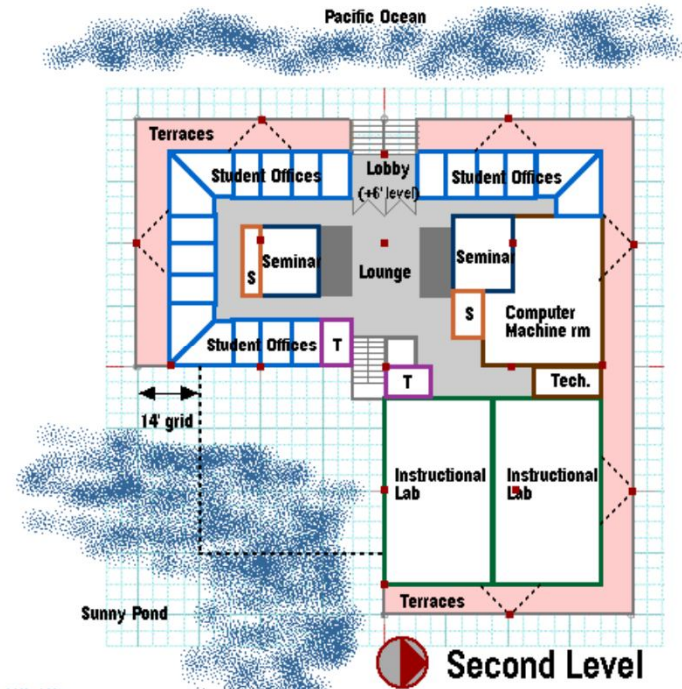 Pacific Ocean
Terraces
Student Offices
Lobby
(+6' level)
Student Offices
S
Seminar
Lounge
Seminar
S
Computer
Machine rm
Student Offices
T
T
Tech.
14' grid
Instructional
Lab
Instructional
Lab
Sunny Pond
Terraces
Second Level